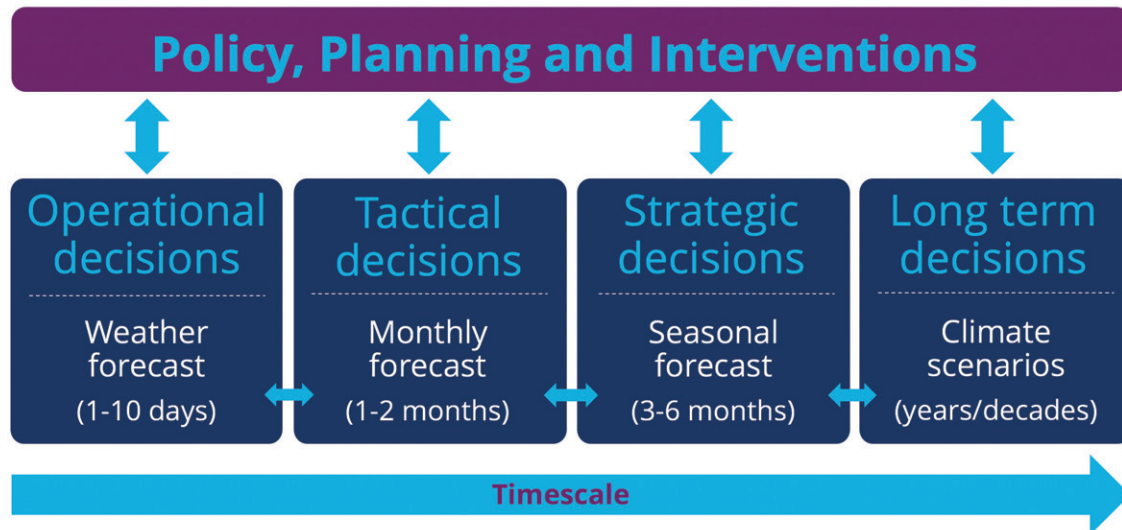 Policy, Planning and Interventions
Operational
decisions
Weather
forecast
(1-10 days)
Tactical
decisions
Monthly
forecast
(1-2 months)
Strategic
decisions
Seasonal
forecast
(3-6 months)
Long term
decisions
Climate
scenarios
(years/decades)
Timescale